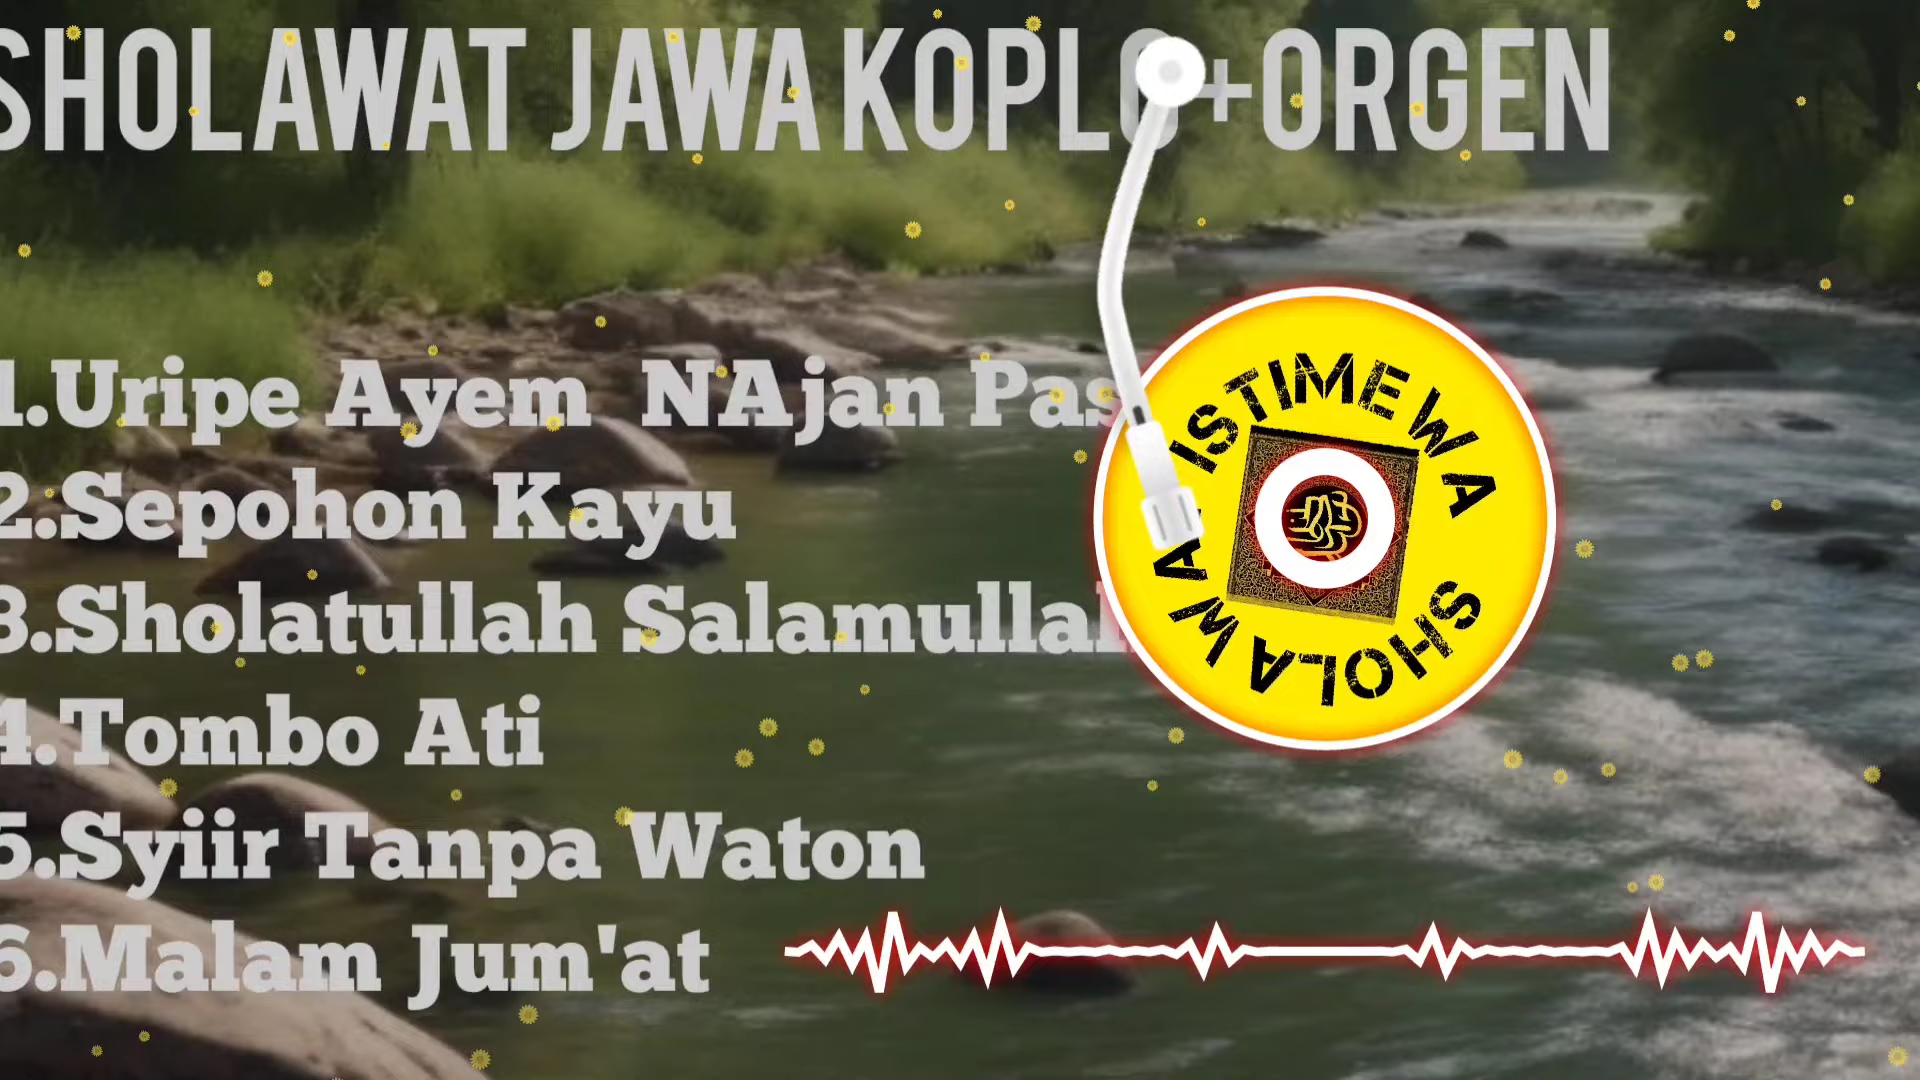 SHOLAWAT JAWA KOPLO+ORGEN
1.Uripe Ayem NAjan Pas
2.Sepohon Kayu
3.Sholatullah Salamullah
4.Tombo Ati
5.Syiir Tanpa Waton
6.Malam Jum'at
ISTIMEWA
SHOLAWAT